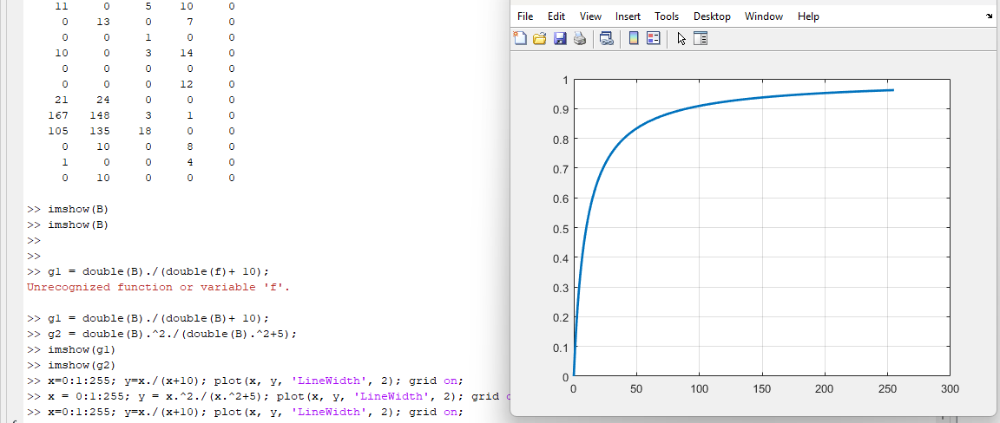 11 0 5 10 0
0 13 0 7 0
0 0 1 0 0
10 0 3 14 0
0 0 0 0 0
0 0 0 12 0
21 24 0 0 0
167 148 3 1 0
105 135 18 0 0
0 10 0 8 0
1 0 0 4 0
0 10 0 0 0
>> imshow(B)
>> imshow(B)
>>
>>
>> g1 = double(B)./(double(f)+ 10);
Unrecognized function or variable 'f'.
>> g1 = double(B)./(double(B)+ 10);
>> g2 = double(B).^2./(double(B).^2+5);
>> imshow(g1)
>> imshow(g2)
>> x=0:1:255; y=x./(x+10); plot(x, y, 'LineWidth', 2); grid on;
>> x = 0:1:255; y = x.^2./(x.^2+5); plot(x, y, 'LineWidth', 2); grid
>> x=0:1:255; y=x./(x+10); plot(x, y, 'LineWidth', 2); grid on;
File Edit View Insert Tools Desktop Window Help
1
0.9
0.8
0.7
0.6
0.5
0.4
0.3
0.2
0.1
0
0 50 100 150 200 250 300